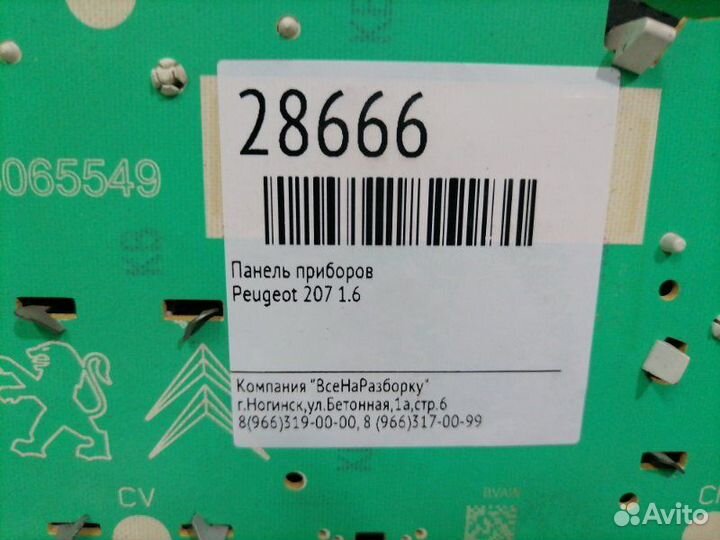 28666
065549
Панель приборов
Peugeot 207 1.6
Компания "ВсеНаРазборку"
г.Ногинск,ул.Бетонная,1а,стр.6
8(966)319-00-00, 8 (966)317-00-99
CV
BVAM
Avito